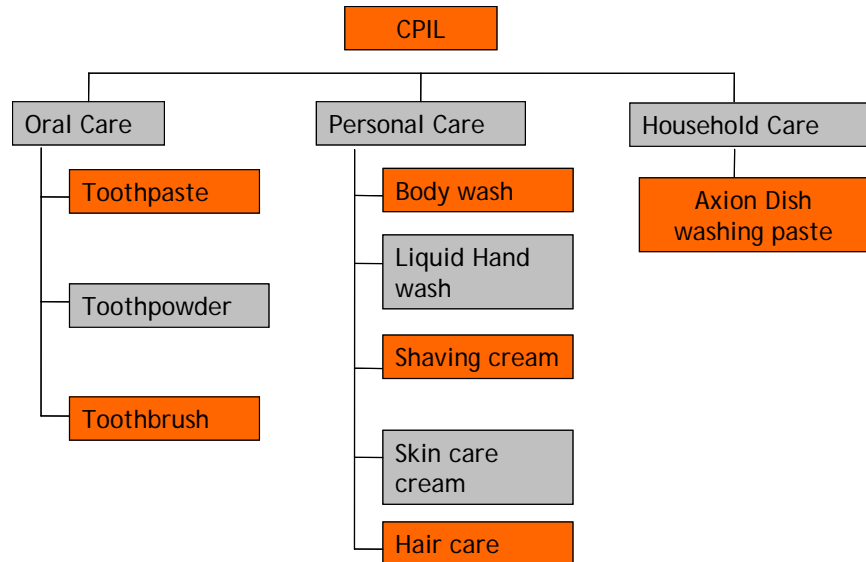 CPIL
Oral Care
Personal Care
Household Care
Toothpaste
Toothpowder
Toothbrush
Body wash
Liquid Hand
wash
Shaving cream
Skin care
cream
Hair care
Axion Dish
washing paste